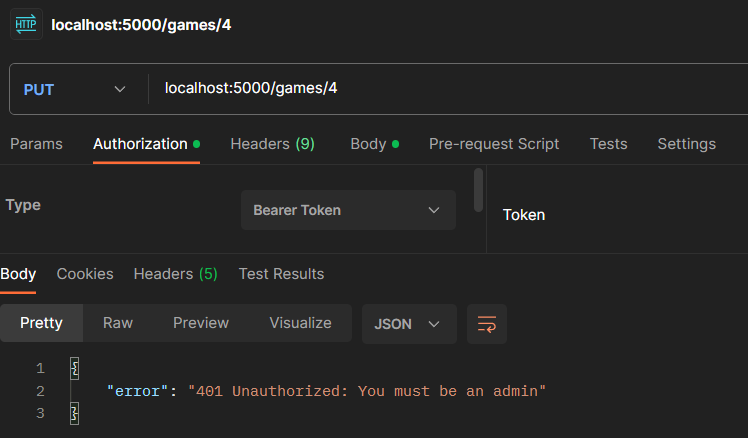 HTTP localhost:5000/games/4
PUT localhost:5000/games/4
Params Authorization Headers (9) Body Pre-request Script Tests Settings
Type Bearer Token Token
Body Cookies Headers (5) Test Results
Pretty Raw Preview Visualize JSON
1 {
2 "error": "401 Unauthorized: You must be an admin"
3 }